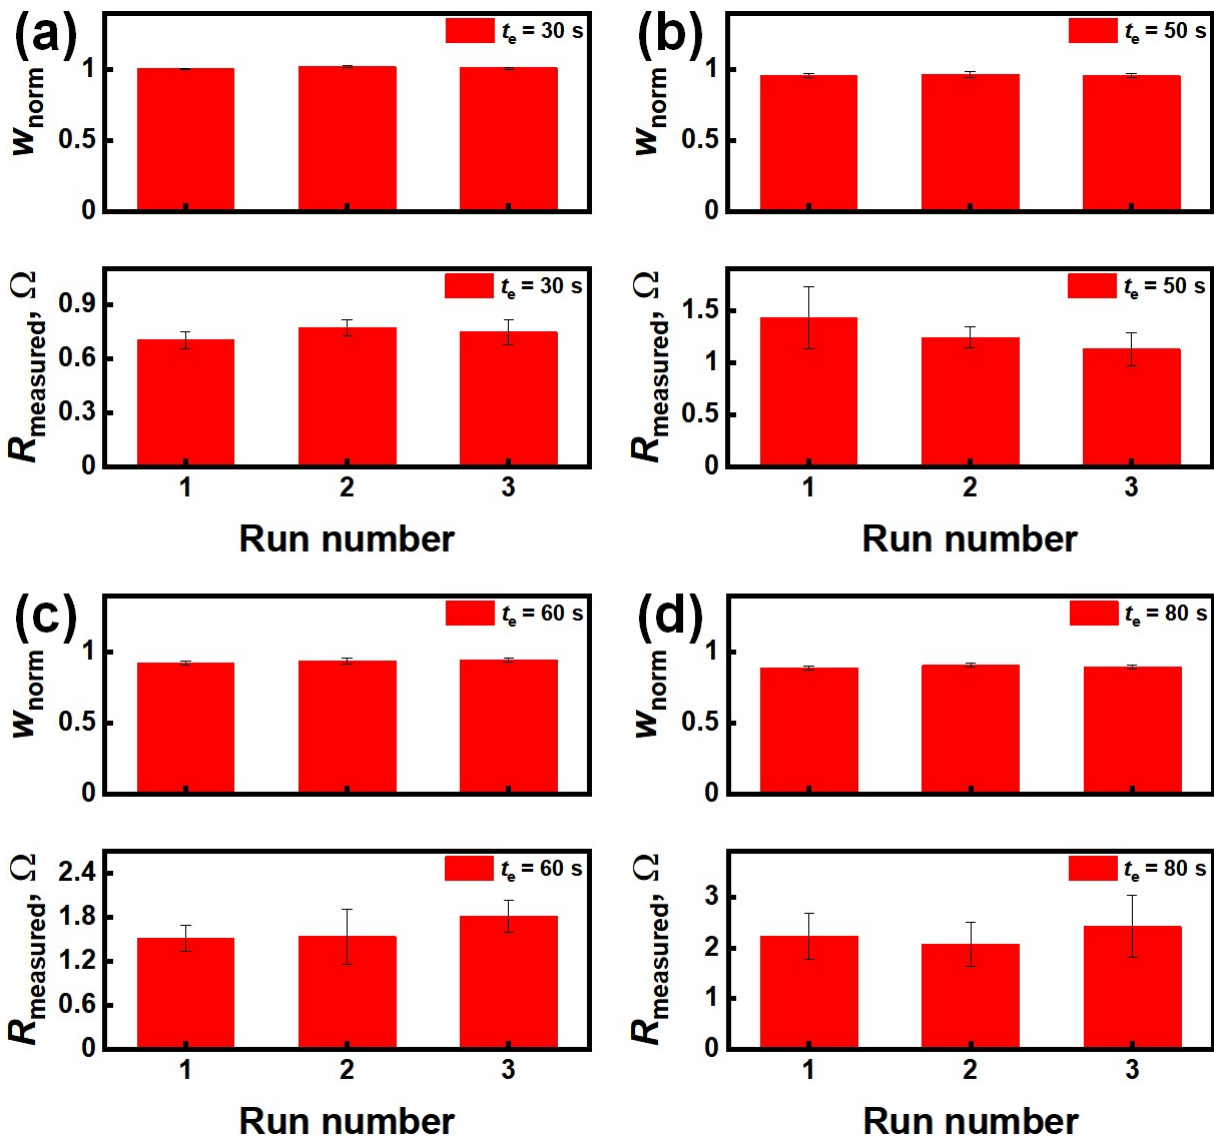 (a)
tₑ = 30 s
wnorm
1
0.5
0
tₑ = 30 s
Rmeasured, Ω
0.9
0.6
0.3
0
1 2 3
Run number
(b)
tₑ = 50 s
wnorm
1
0.5
0
tₑ = 50 s
Rmeasured, Ω
1.5
1
0.5
0
1 2 3
Run number
(c)
tₑ = 60 s
wnorm
1
0.5
0
tₑ = 60 s
Rmeasured, Ω
2.4
1.8
1.2
0.6
0
1 2 3
Run number
(d)
tₑ = 80 s
wnorm
1
0.5
0
tₑ = 80 s
Rmeasured, Ω
3
2
1
0
1 2 3
Run number